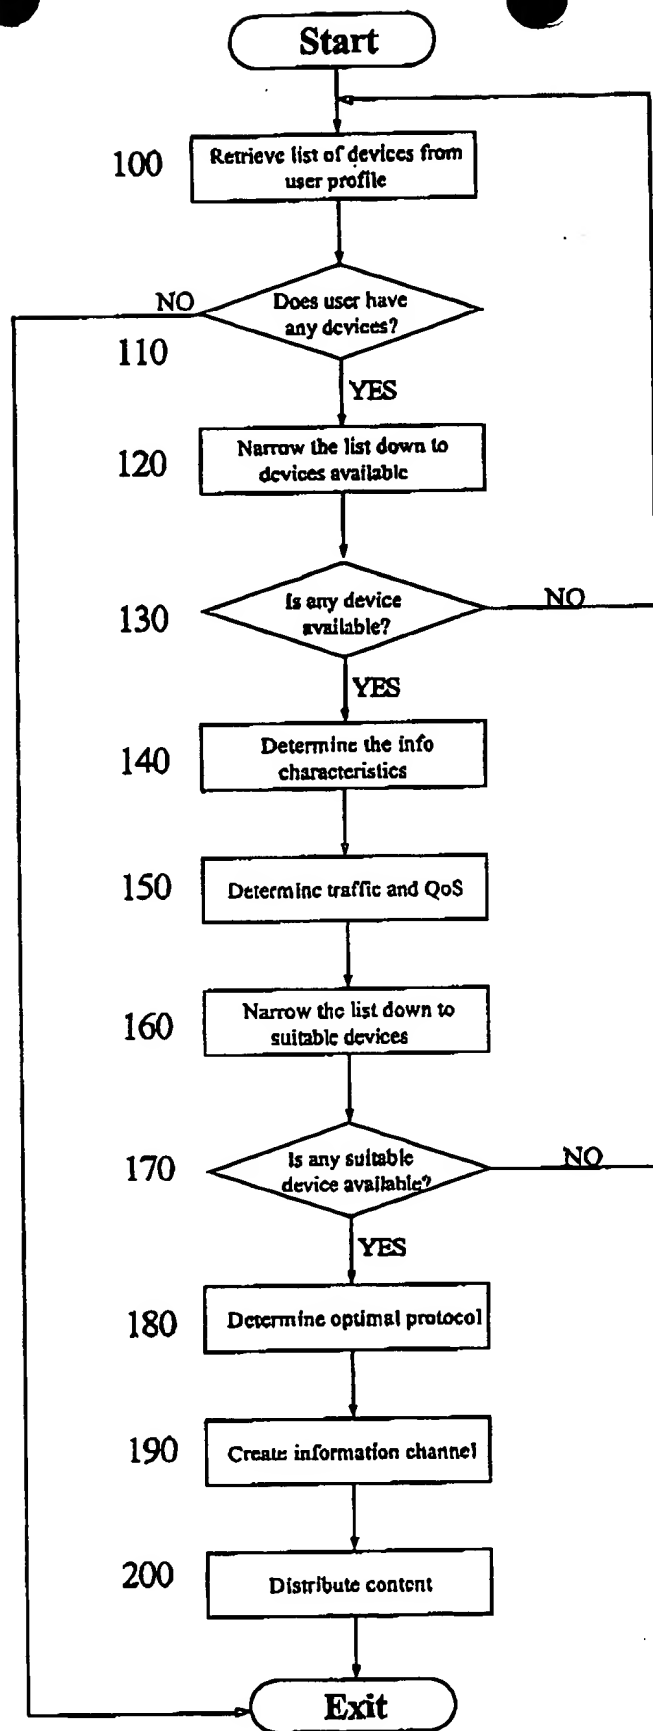 Start
100
Retrieve list of devices from
user profile
NO
Does user have
any devices?
110
YES
120
Narrow the list down to
devices available
130
Is any device
available?
NO
YES
140
Determine the info
characteristics
150
Determine traffic and QoS
160
Narrow the list down to
suitable devices
170
Is any suitable
device available?
NO
YES
180
Determine optimal protocol
190
Create information channel
200
Distribute content
Exit